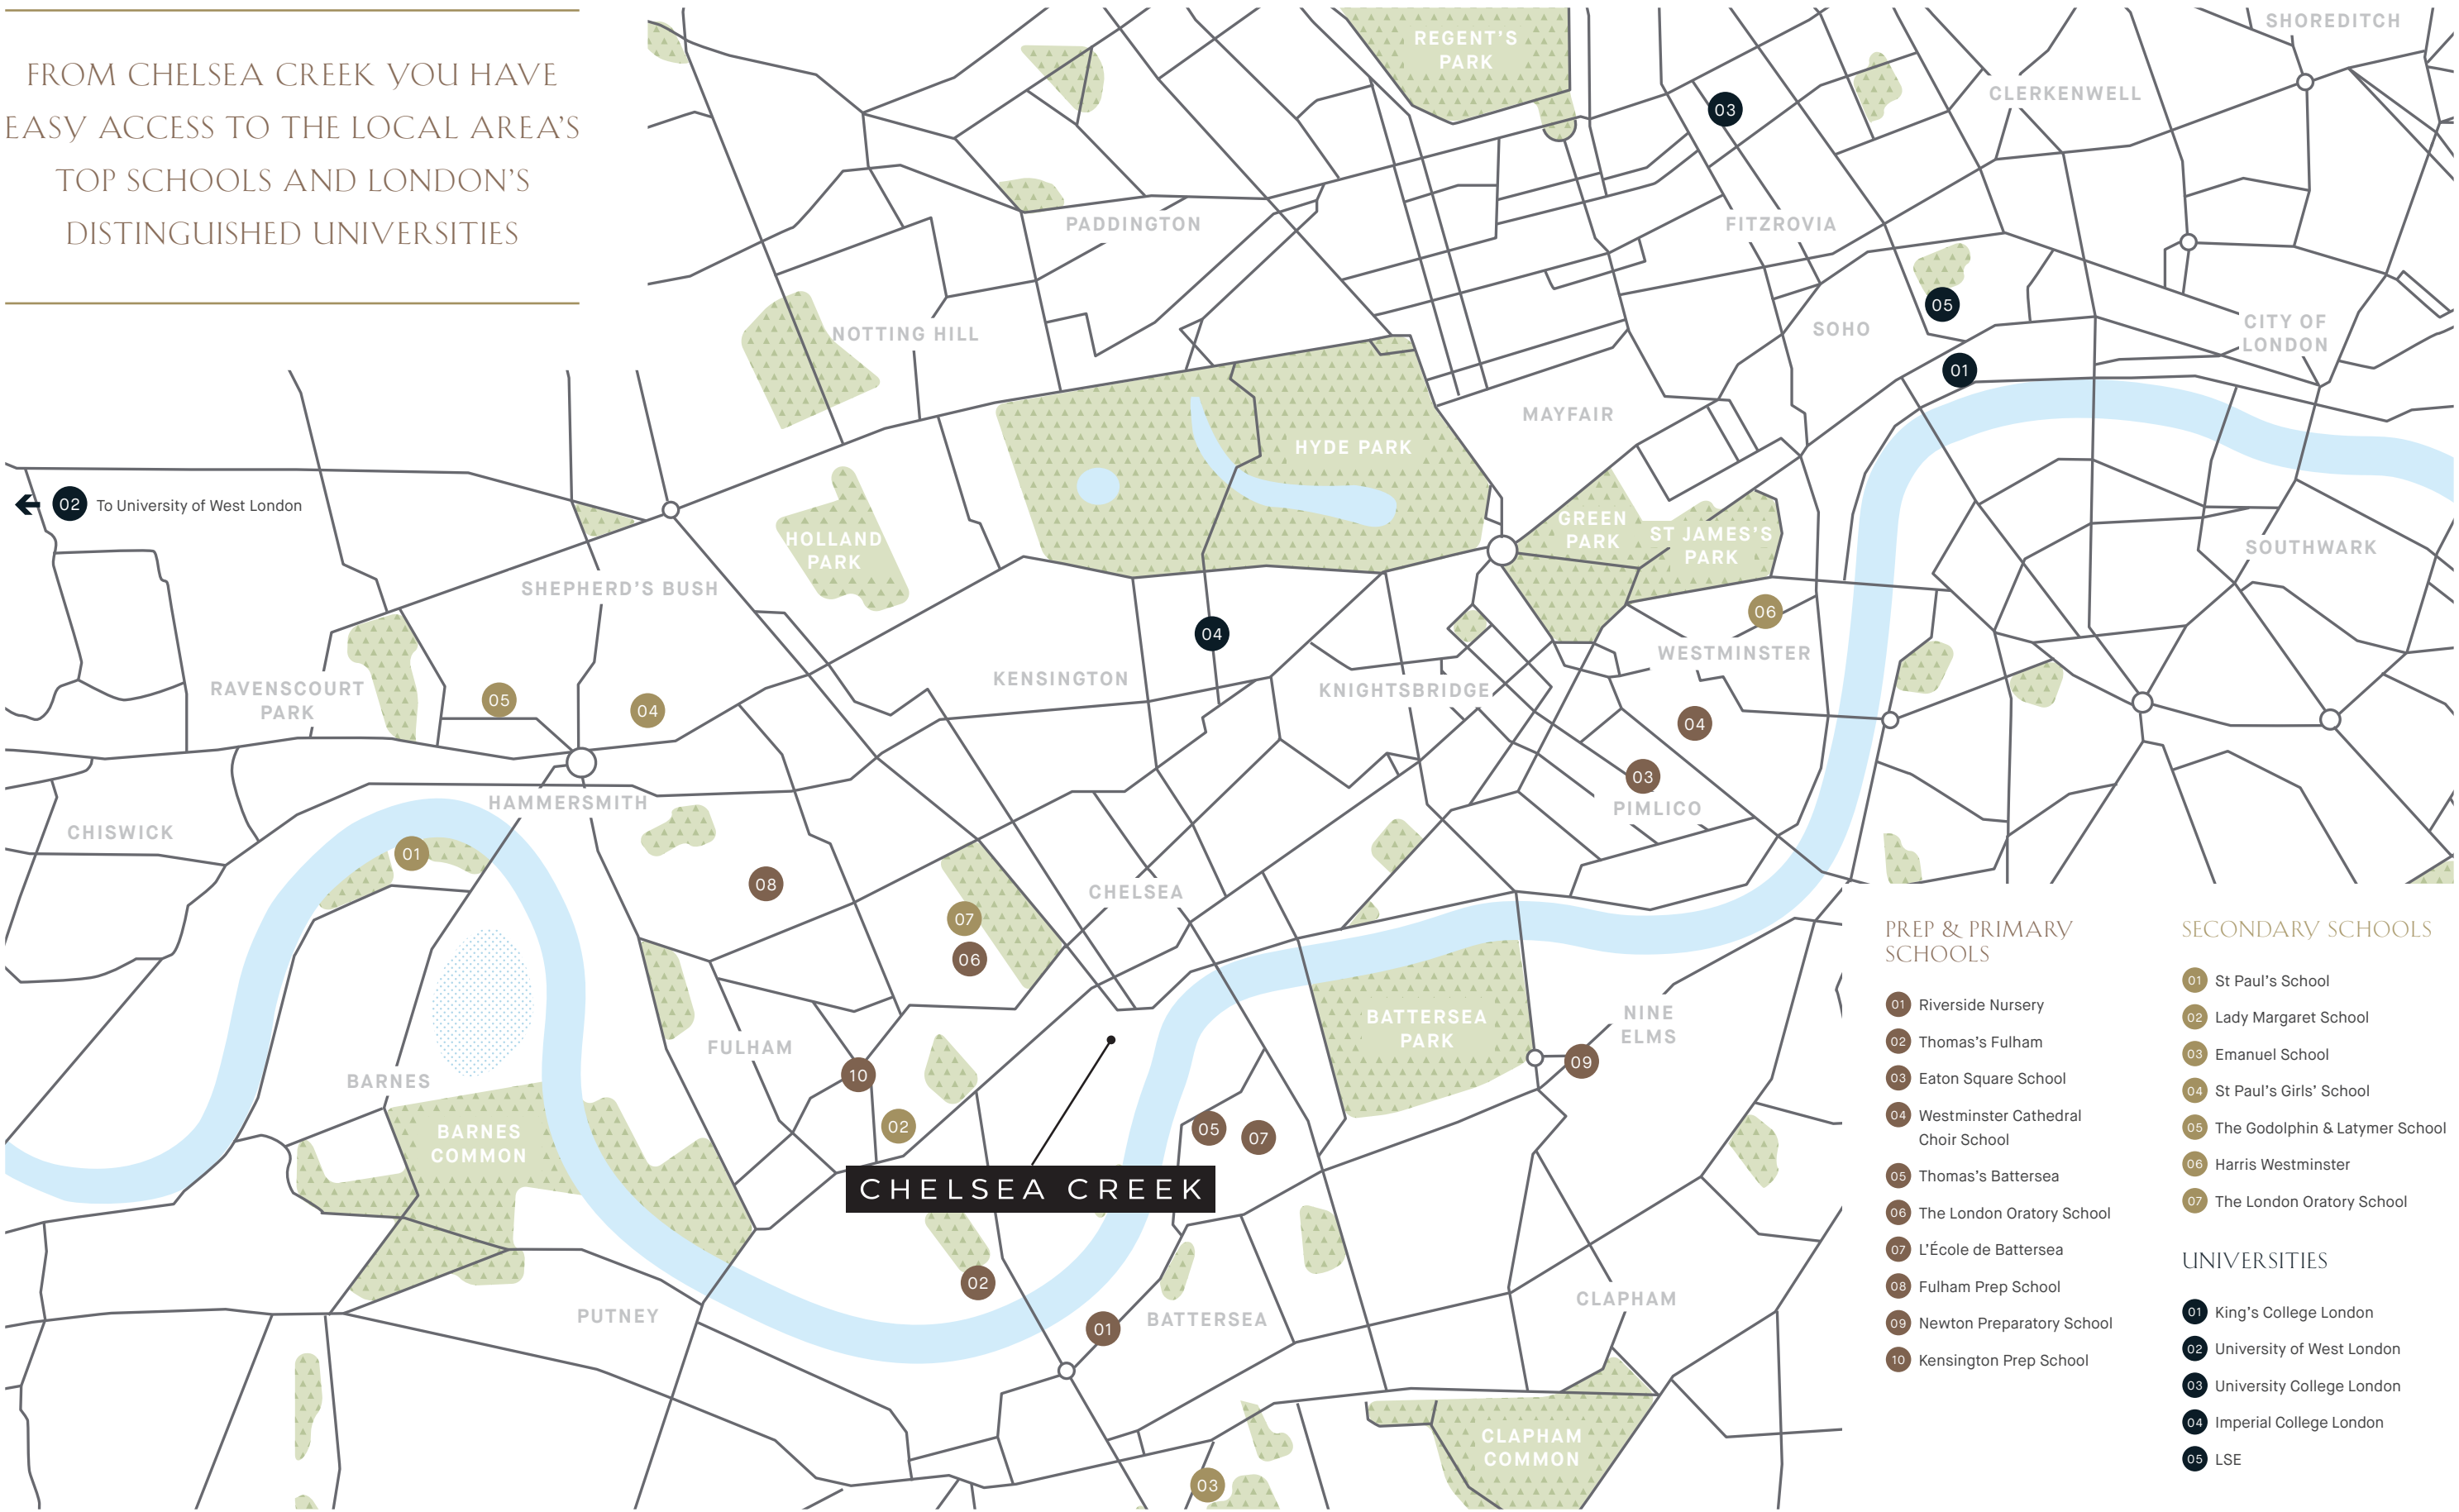 FROM CHELSEA CREEK YOU HAVE
EASY ACCESS TO THE LOCAL AREA'S
TOP SCHOOLS AND LONDON'S
DISTINGUISHED UNIVERSITIES
REGENT'S
PARK
SHOREDITCH
CLERKENWELL
03
PADDINGTON
FITZROVIA
05
NOTTING HILL
SOHO
CITY OF
LONDON
01
MAYFAIR
HYDE PARK
02 To University of West London
HOLLAND
PARK
GREEN
PARK
ST JAMES'S
PARK
SOUTHWARK
SHEPHERD'S BUSH
06
04
WESTMINSTER
RAVENSCOURT
PARK
05
04
KENSINGTON
KNIGHTSBRIDGE
04
03
PIMLICO
HAMMERSMITH
CHISWICK
01
08
CHELSEA
07
06
BATTERSEA
PARK
NINE
ELMS
FULHAM
09
10
BARNES
02
05
07
BARNES
COMMON
CHELSEA CREEK
02
PUTNEY
01
BATTERSEA
CLAPHAM
CLAPHAM
COMMON
03
PREP & PRIMARY
SCHOOLS
01 Riverside Nursery
02 Thomas's Fulham
03 Eaton Square School
04 Westminster Cathedral
Choir School
05 Thomas's Battersea
06 The London Oratory School
07 L'École de Battersea
08 Fulham Prep School
09 Newton Preparatory School
10 Kensington Prep School
SECONDARY SCHOOLS
01 St Paul's School
02 Lady Margaret School
03 Emanuel School
04 St Paul's Girls' School
05 The Godolphin & Latymer School
06 Harris Westminster
07 The London Oratory School
UNIVERSITIES
01 King's College London
02 University of West London
03 University College London
04 Imperial College London
05 LSE